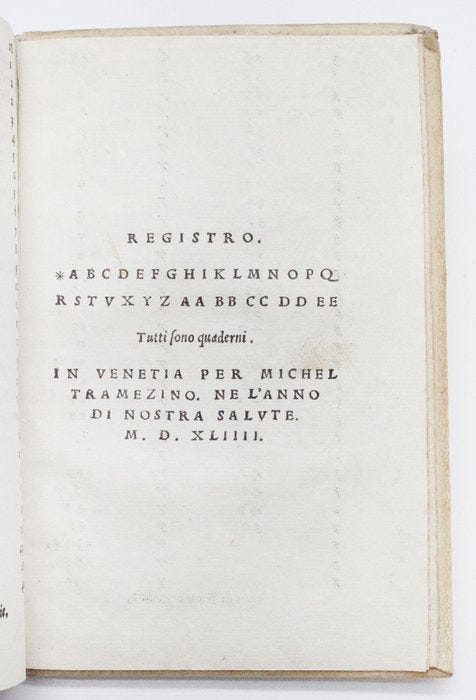 REGISTRO.
*ABCDEFGHIKLMNOPQ
RSTVXYZ AA BB CC DD EE
Tutti ſono quaderni.
IN VENETIA PER MICHEL
TRAMEZINO. NE L'ANNO
DI NOSTRA SALVTE.
M. D. XLIIII.